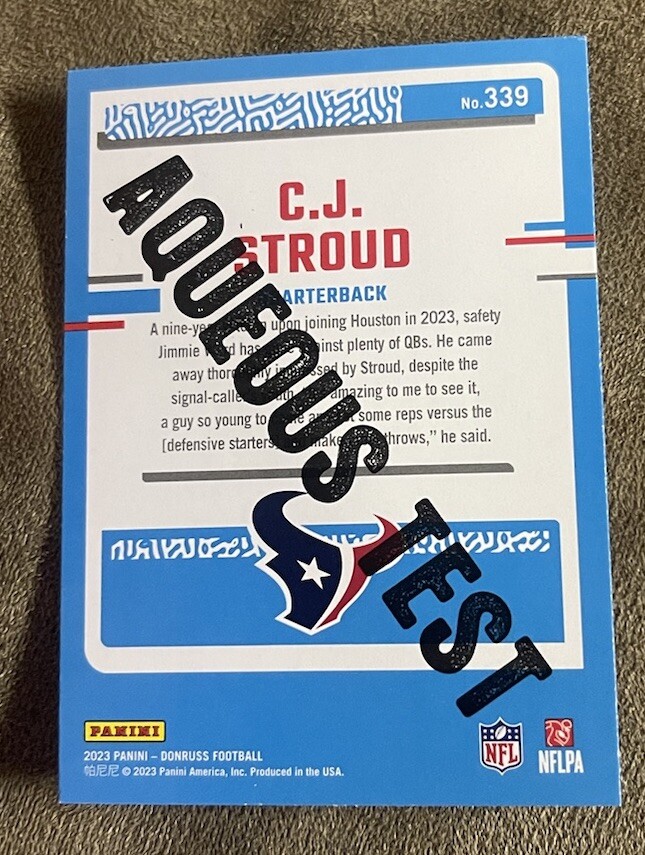 No.339
C.J.
STROUD
ARTERBACK
A nine-ye upon joining Houston in 2023, safety
Jimmie has plenty of QBs. He came
away by Stroud, despite the
signal-calle amazing to me to see it,
a guy so young to some reps versus the
[defensive starters make throws,” he said.
AQUEOUS TEST
PANINI
2023 PANINI – DONRUSS FOOTBALL
帕尼尼 © 2023 Panini America, Inc. Produced in the USA.
NFL
NFLPA